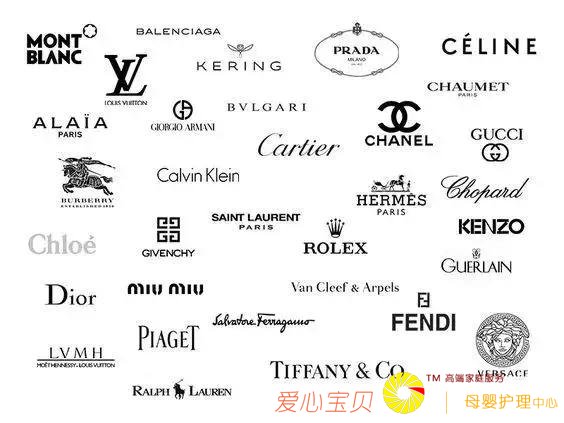 MONT
BLANC
BALENCIAGA
KERING
PRADA
MILANO
CÉLINE
LOUIS VUITTON
CHAUMET
PARIS
ALAÏA
PARIS
GIORGIO ARMANI
BVLGARI
Cartier
CHANEL
GUCCI
BURBERRY
ESTABLISHED 1856
Calvin Klein
HERMÈS
PARIS
Chopard
Chloé
GIVENCHY
SAINT LAURENT
PARIS
ROLEX
KENZO
GUERLAIN
Dior
miu miu
Van Cleef & Arpels
FENDI
PIAGET
Salvatore Ferragamo
LVMH
MOËT HENNESSY • LOUIS VUITTON
TIFFANY & CO.
VERSACE
RALPH LAUREN
爱心宝贝
TM 高端家庭服务
母婴护理中心